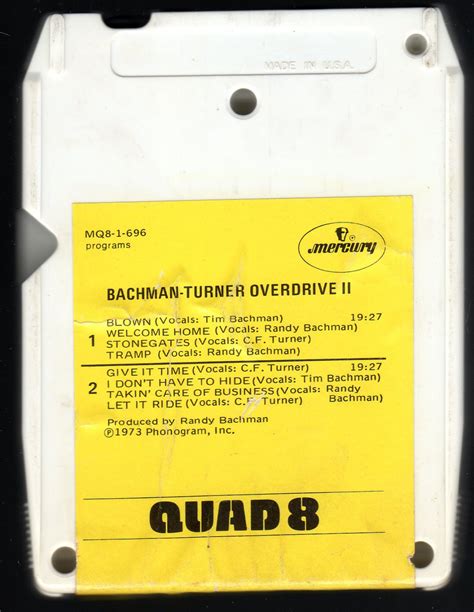 MADE IN U.S.A.
MQ8-1-696
programs
mercury
BACHMAN-TURNER OVERDRIVE II
1
BLOWN (Vocals: Tim Bachman) 19:27
WELCOME HOME (Vocals: Randy Bachman)
STONEGATES (Vocals: C.F. Turner)
TRAMP (Vocals: Randy Bachman)
2
GIVE IT TIME (Vocals: C.F. Turner) 19:27
I DON'T HAVE TO HIDE (Vocals: Tim Bachman)
TAKIN' CARE OF BUSINESS (Vocals: Randy
LET IT RIDE (Vocals: C.F. Turner) Bachman)
Produced by Randy Bachman
Ⓟ1973 Phonogram, Inc.
QUAD 8